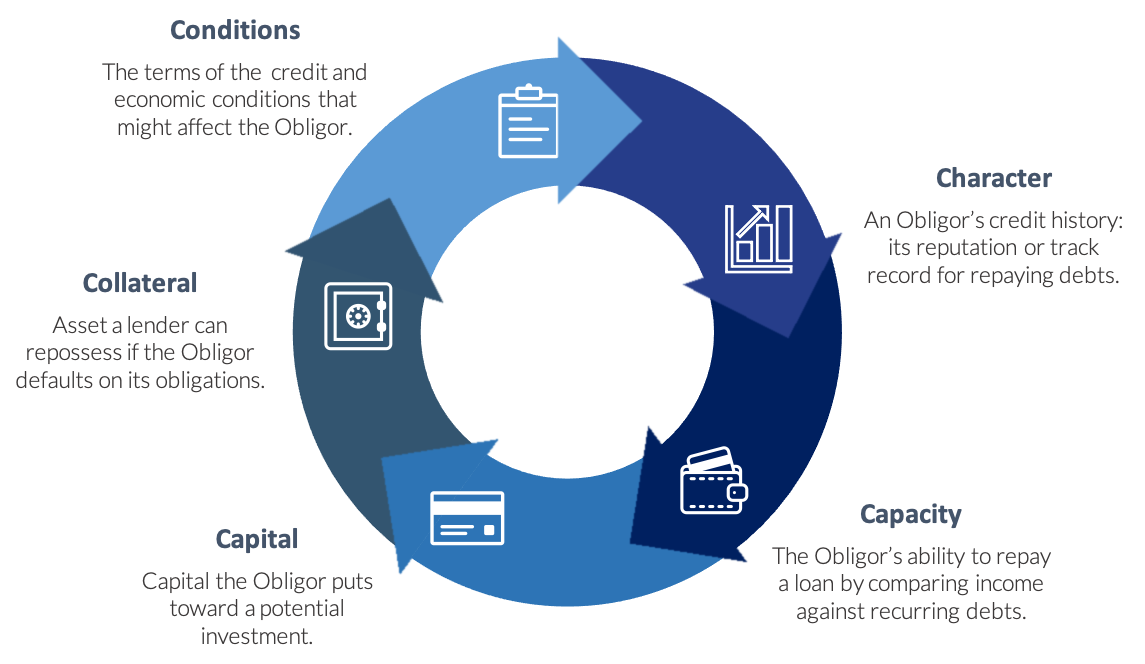 Conditions
The terms of the credit and
economic conditions that
might affect the Obligor.
Character
An Obligor’s credit history:
its reputation or track
record for repaying debts.
Collateral
Asset a lender can
repossess if the Obligor
defaults on its obligations.
Capacity
The Obligor’s ability to repay
a loan by comparing income
against recurring debts.
Capital
Capital the Obligor puts
toward a potential
investment.